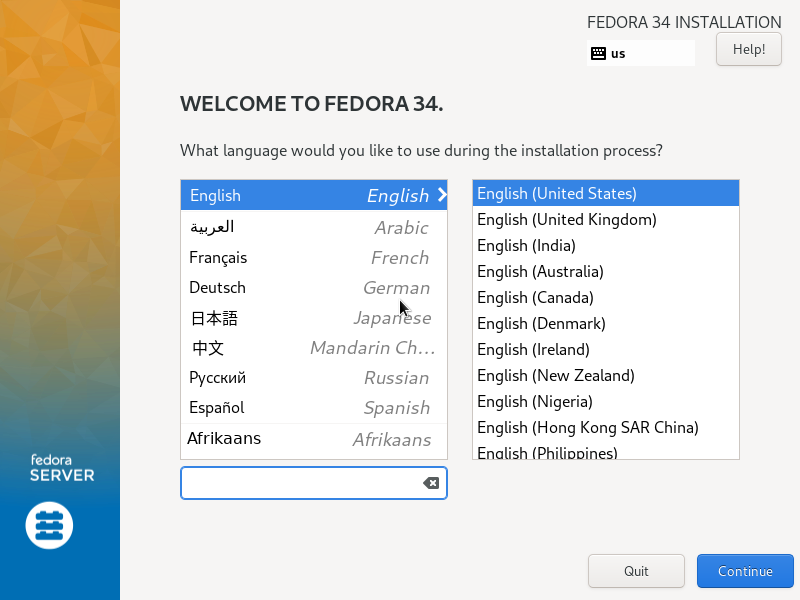 FEDORA 34 INSTALLATION
us
Help!
WELCOME TO FEDORA 34.
What language would you like to use during the installation process?
English English
العربية Arabic
Français French
Deutsch German
日本語 Japanese
中文 Mandarin Ch...
Русский Russian
Español Spanish
Afrikaans Afrikaans
English (United States)
English (United Kingdom)
English (India)
English (Australia)
English (Canada)
English (Denmark)
English (Ireland)
English (New Zealand)
English (Nigeria)
English (Hong Kong SAR China)
English (Philippines)
fedora
SERVER
Quit
Continue